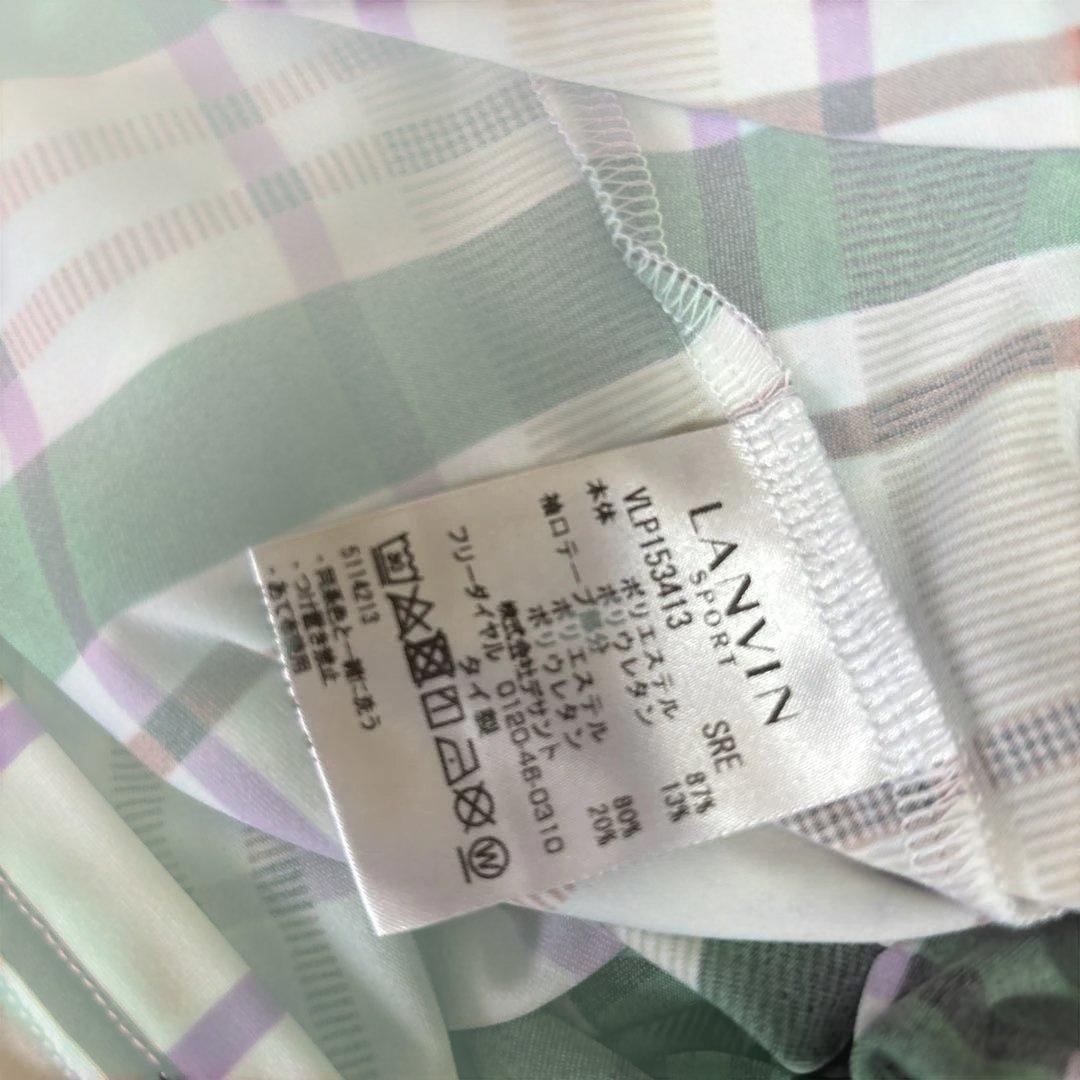 LANVIN
SPORT
VLP153413 SRE
本体 ポリエステル 87%
ポリウレタン 13%
袖口テープ部分
ポリエステル 80%
ポリウレタン 20%
株式会社デサント
フリーダイヤル 0120-46-0310
タイ製
W
5114213
・同系色と一緒に洗う
・つけ置き禁止
・あて布使用